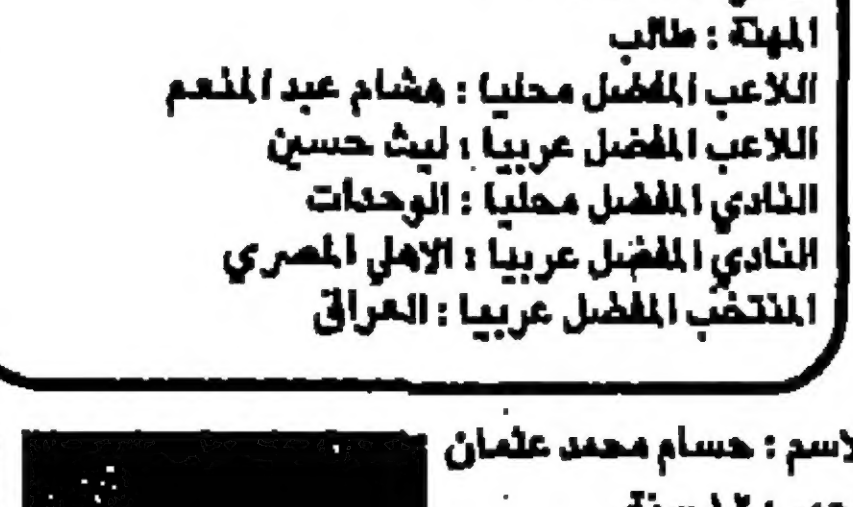 المهنة : طالب
اللاعب المفضل محليا : هشام عبد المنعم
اللاعب المفضل عربيا : ليث حسين
النادي المفضل محليا : الوحدات
النادي المفضل عربيا : الاهلي المصري
المنتخب المفضل عربيا : العراق
لاسم : حسام محمد عثمان